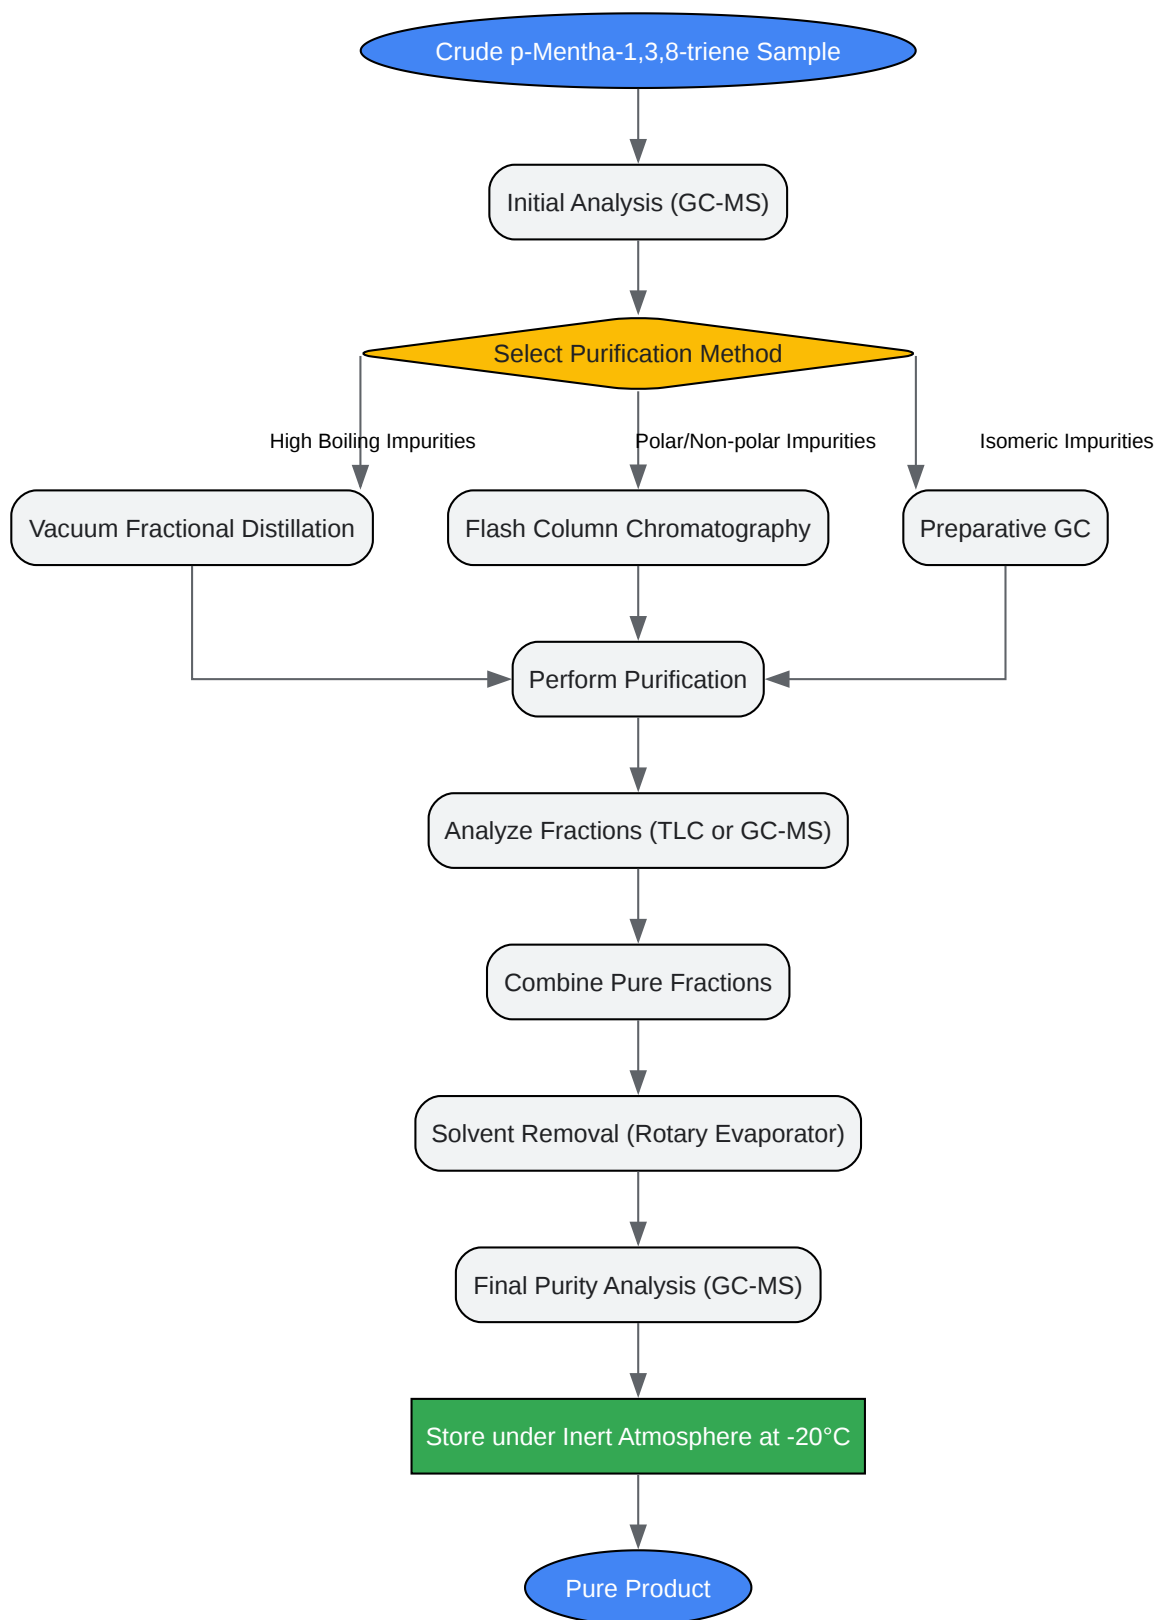 Crude p-Mentha-1,3,8-triene Sample
Initial Analysis (GC-MS)
Select Purification Method
High Boiling Impurities
Polar/Non-polar Impurities
Isomeric Impurities
Vacuum Fractional Distillation
Flash Column Chromatography
Preparative GC
Perform Purification
Analyze Fractions (TLC or GC-MS)
Combine Pure Fractions
Solvent Removal (Rotary Evaporator)
Final Purity Analysis (GC-MS)
Store under Inert Atmosphere at -20°C
Pure Product